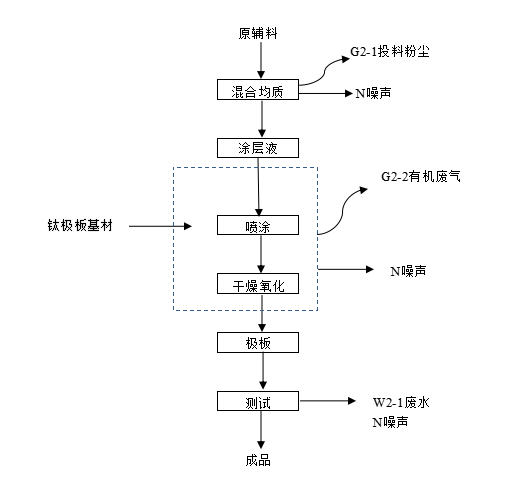 原辅料
G2-1投料粉尘
混合均质
N噪声
涂层液
G2-2有机废气
钛极板基材
喷涂
N噪声
干燥氧化
极板
测试
W2-1废水
N噪声
成品